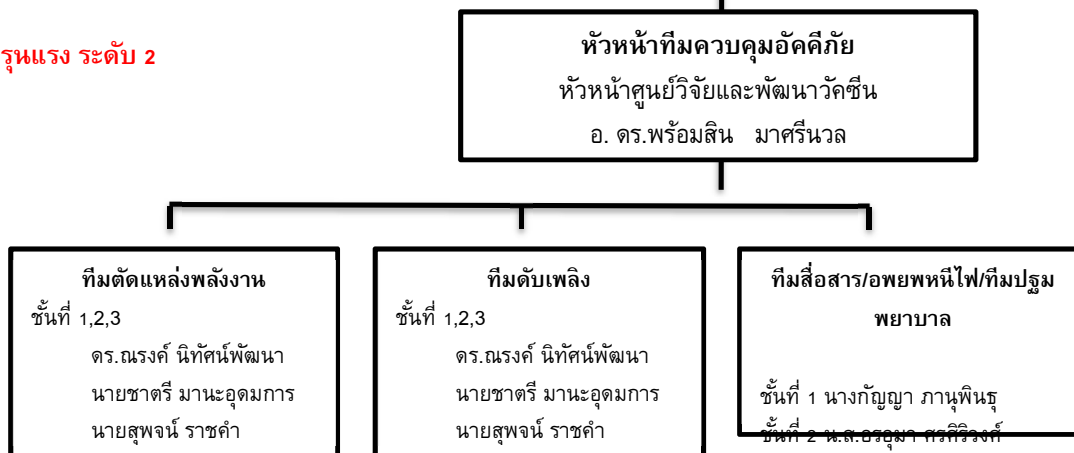 รุนแรง ระดับ 2
หัวหน้าทีมควบคุมอัคคีภัย
หัวหน้าศูนย์วิจัยและพัฒนาวัคซีน
อ. ดร.พร้อมสิน มาศรีนวล
ทีมตัดแหล่งพลังงาน
ชั้นที่ 1,2,3
ดร.ณรงค์ นิทัศน์พัฒนา
นายชาตรี มานะอุดมการ
นายสุพจน์ ราชคำ
ทีมดับเพลิง
ชั้นที่ 1,2,3
ดร.ณรงค์ นิทัศน์พัฒนา
นายชาตรี มานะอุดมการ
นายสุพจน์ ราชคำ
ทีมสื่อสาร/อพยพหนีไฟ/ทีมปฐม
พยาบาล
ชั้นที่ 1 นางกัญญา ภานุพินธุ
ชั้นที่ 2 น.ส.อรอุมา